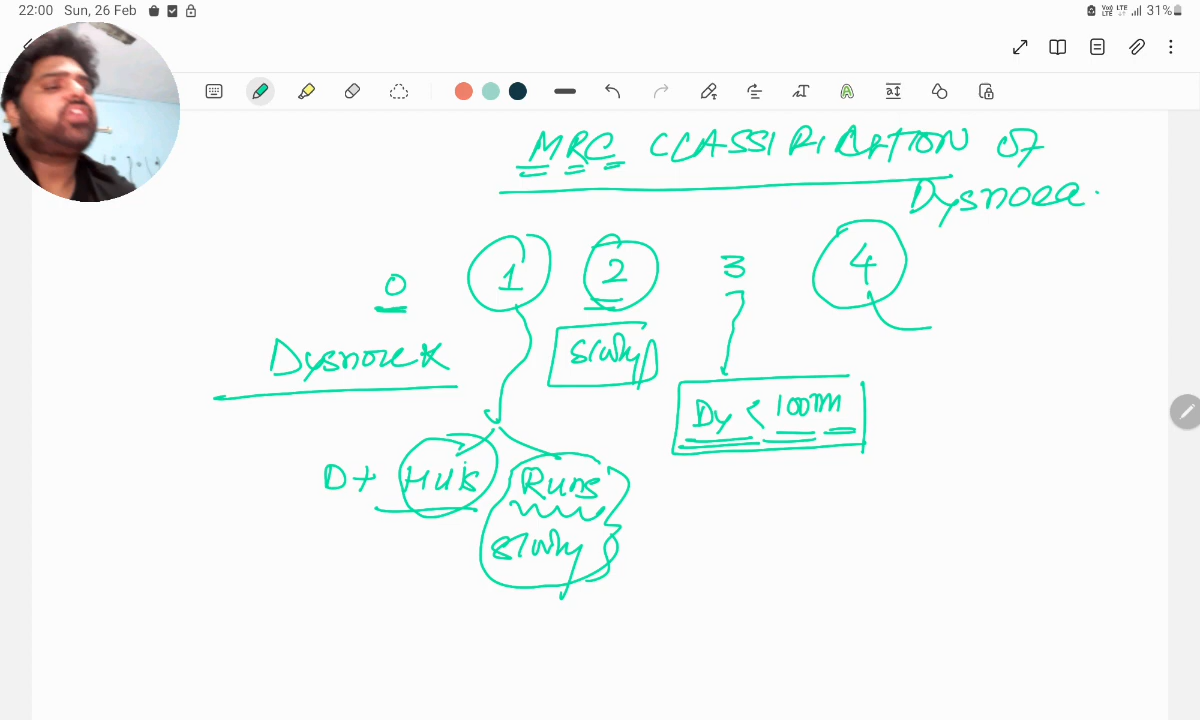 22:00 Sun, 26 Feb
31%
MRC CLASSIFICATION Of
Dysnoea.
0 1 2 3 4
Dysnoea slowly
Dy < 100m
D+ Hills Runs
slowly